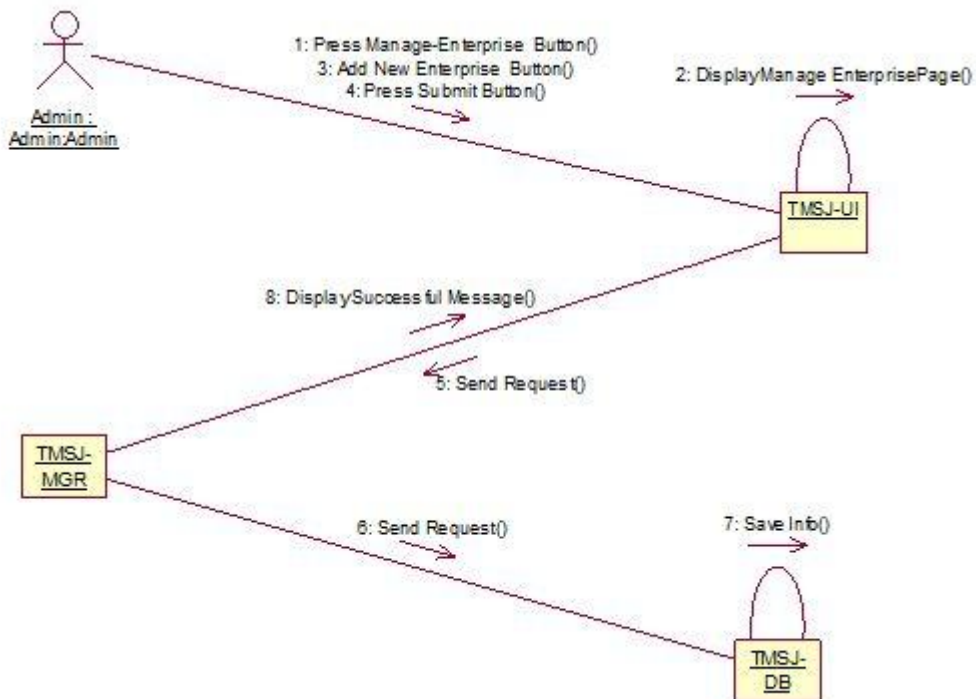 1: Press Manage-Enterprise Button()
3: Add New Enterprise Button()
4: Press Submit Button()
2: DisplayManage EnterprisePage()
Admin :
Admin:Admin
TMSJ-UI
8: DisplaySuccessful Message()
5: Send Request()
TMSJ-
MGR
6: Send Request()
7: Save Info()
TMSJ-
DB